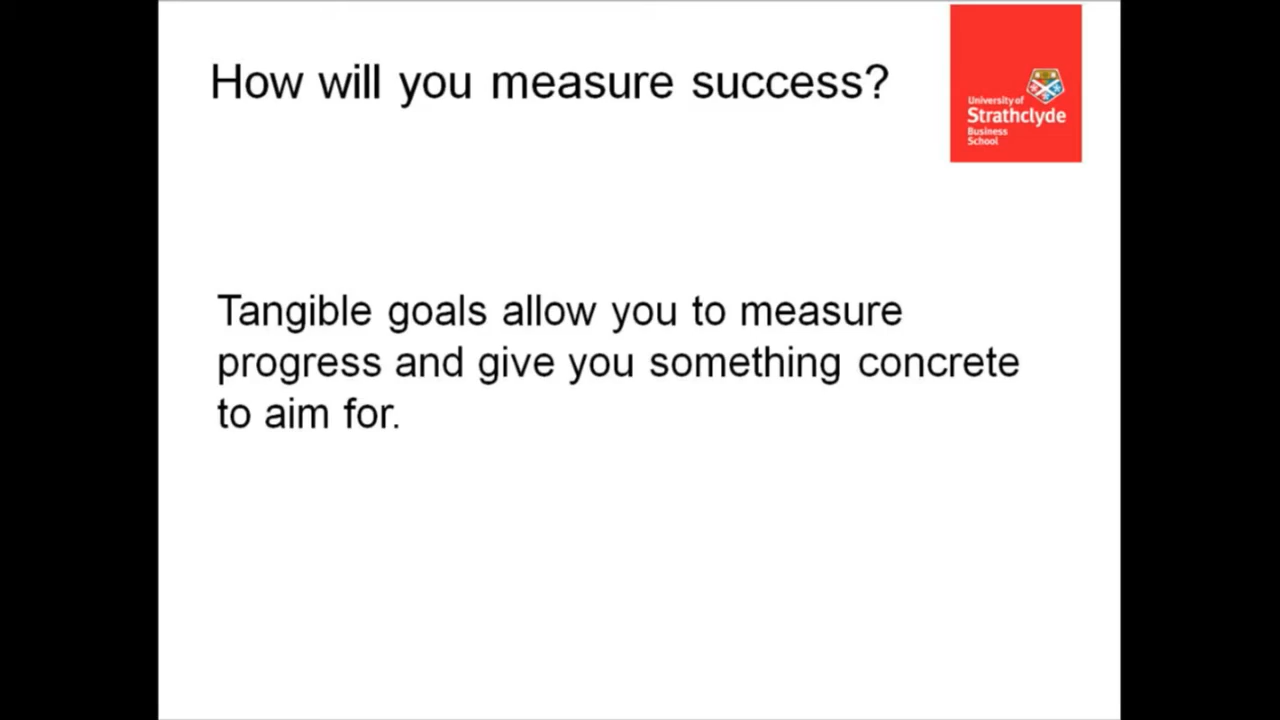 How will you measure success?
University of
Strathclyde
Business
School
Tangible goals allow you to measure
progress and give you something concrete
to aim for.